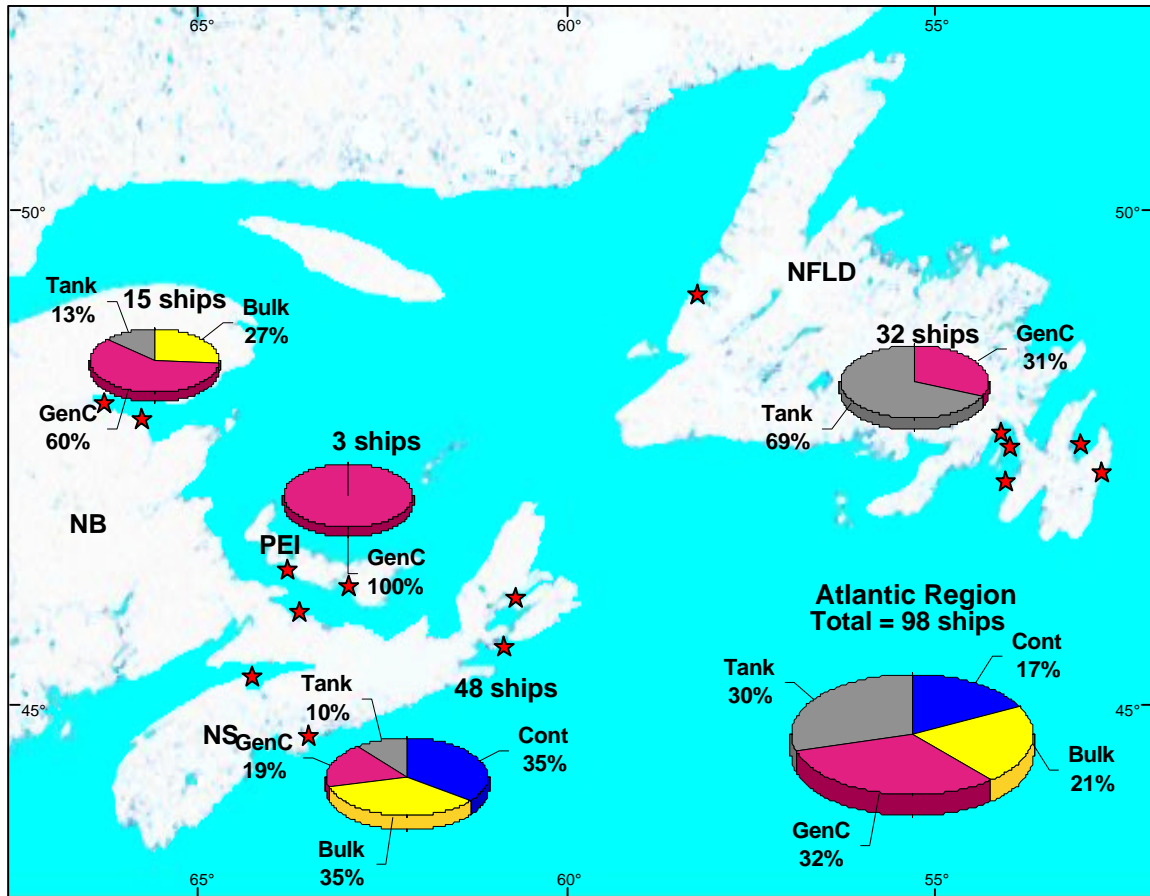 65°
60°
55°
50°
50°
NFLD
Tank
13%
15 ships
Bulk
27%
GenC
60%
32 ships
GenC
31%
Tank
69%
3 ships
GenC
100%
NB
PEI
Atlantic Region
Total = 98 ships
Tank
30%
Cont
17%
Bulk
21%
GenC
32%
48 ships
Tank
10%
NS
GenC
19%
Cont
35%
Bulk
35%
45°
45°
65°
60°
55°